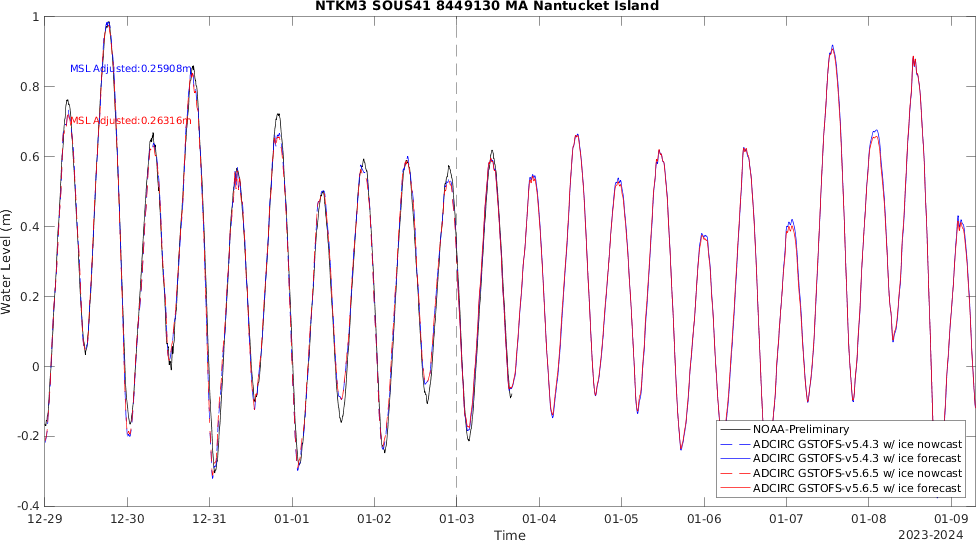 NTKM3 SOUS41 8449130 MA Nantucket Island
1
0.8
0.6
0.4
0.2
0
-0.2
-0.4
Water Level (m)
MSL Adjusted:0.25908m
MSL Adjusted:0.26316m
NOAA-Preliminary
ADCIRC GSTOFS-v5.4.3 w/ ice nowcast
ADCIRC GSTOFS-v5.4.3 w/ ice forecast
ADCIRC GSTOFS-v5.6.5 w/ ice nowcast
ADCIRC GSTOFS-v5.6.5 w/ ice forecast
12-29 12-30 12-31 01-01 01-02 01-03 01-04 01-05 01-06 01-07 01-08 01-09
Time
2023-2024